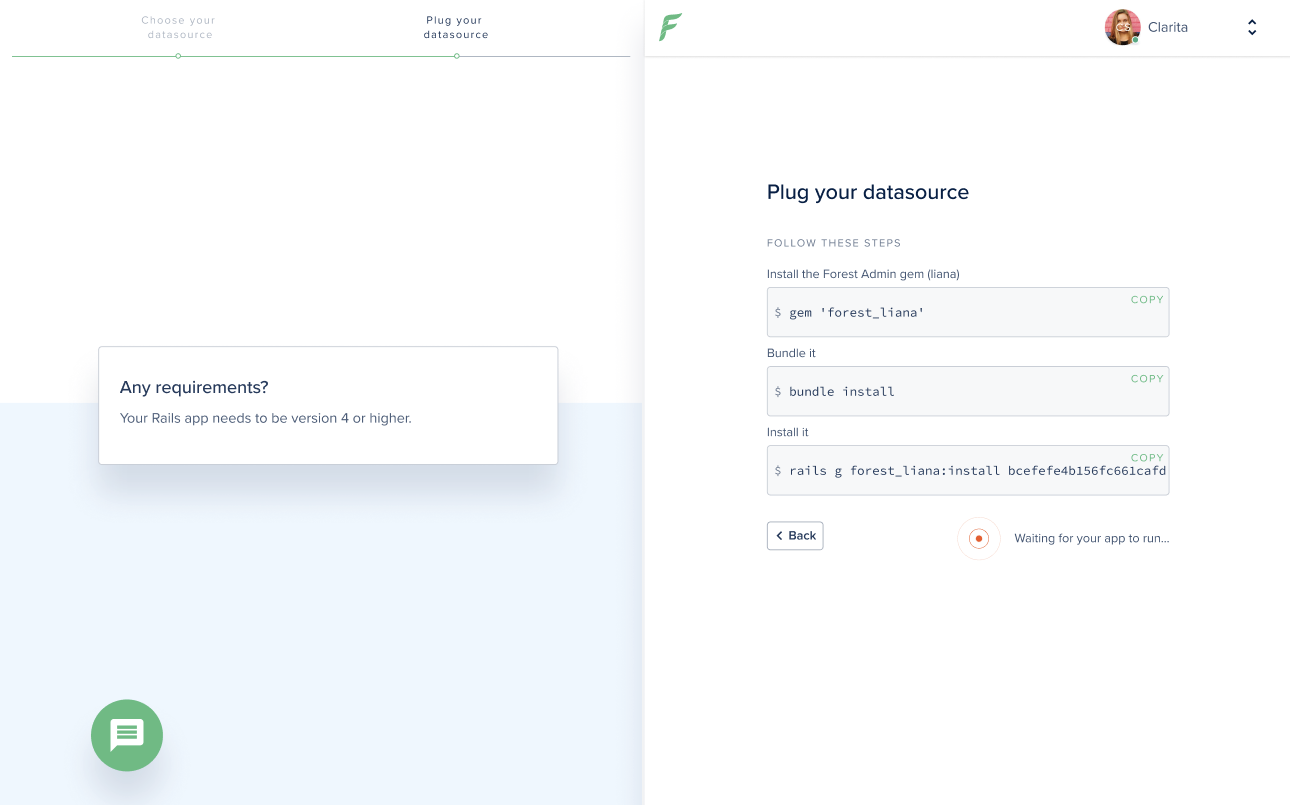 Choose your
datasource
Plug your
datasource
Clarita
Any requirements?
Your Rails app needs to be version 4 or higher.
Plug your datasource
FOLLOW THESE STEPS
Install the Forest Admin gem (liana)
COPY
$ gem 'forest_liana'
Bundle it
COPY
$ bundle install
Install it
COPY
$ rails g forest_liana:install bcefefe4b156fc661cafd
Back
Waiting for your app to run...